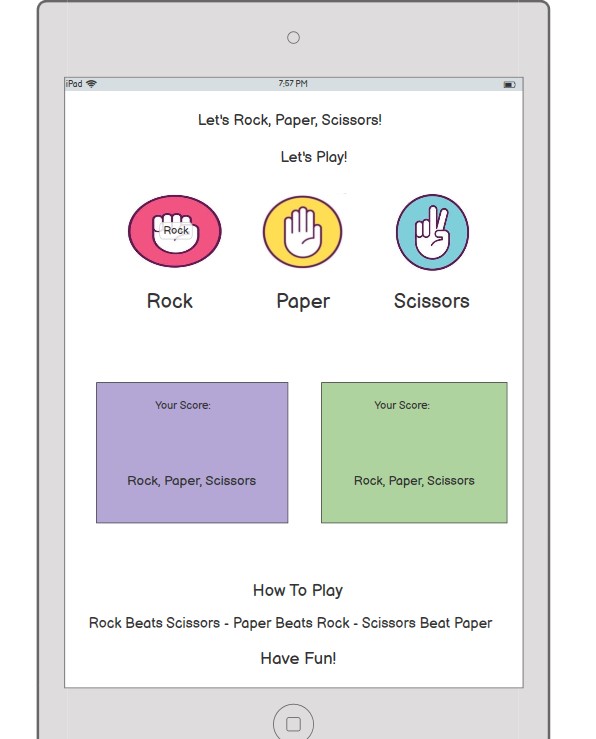 iPad 7:57 PM
Let's Rock, Paper, Scissors!
Let's Play!
Rock
Rock Paper Scissors
Your Score: Your Score:
Rock, Paper, Scissors Rock, Paper, Scissors
How To Play
Rock Beats Scissors - Paper Beats Rock - Scissors Beat Paper
Have Fun!